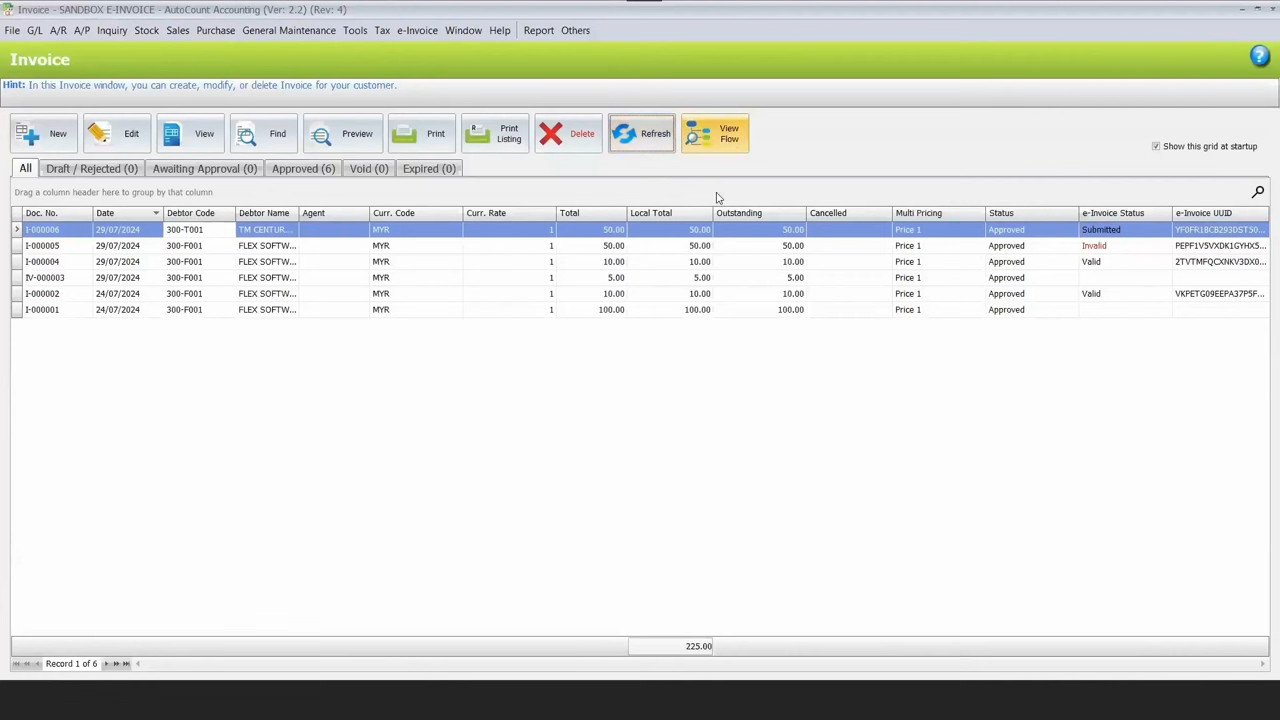 Invoice - SANDBOX E-INVOICE - AutoCount Accounting (Ver: 2.2) (Rev: 4)
File G/L A/R A/P Inquiry Stock Sales Purchase General Maintenance Tools Tax e-Invoice Window Help Report Others
Invoice
Hint: In this Invoice window, you can create, modify, or delete Invoice for your customer.
New Edit View Find Preview Print Print Listing Delete Refresh View Flow
Show this grid at startup
All Draft / Rejected (0) Awaiting Approval (0) Approved (6) Void (0) Expired (0)
Drag a column header here to group by that column
Doc. No. Date Debtor Code Debtor Name Agent Curr. Code Curr. Rate Total Local Total Outstanding Cancelled Multi Pricing Status e-Invoice Status e-Invoice UUID
I-000006 29/07/2024 300-T001 TM CENTUR... MYR 1 50.00 50.00 50.00 Price 1 Approved Submitted YF0FR1BCB293DST50...
I-000005 29/07/2024 300-F001 FLEX SOFTW... MYR 1 50.00 50.00 50.00 Price 1 Approved Invalid PEPF1V5VXDK1GYHX5...
I-000004 29/07/2024 300-F001 FLEX SOFTW... MYR 1 10.00 10.00 10.00 Price 1 Approved Valid 2TVTMFQCXNKV3DX0...
IV-000003 29/07/2024 300-F001 FLEX SOFTW... MYR 1 5.00 5.00 5.00 Price 1 Approved
I-000002 24/07/2024 300-F001 FLEX SOFTW... MYR 1 10.00 10.00 10.00 Price 1 Approved Valid VKPETG09EEPA37P5F...
I-000001 24/07/2024 300-F001 FLEX SOFTW... MYR 1 100.00 100.00 100.00 Price 1 Approved
225.00
Record 1 of 6